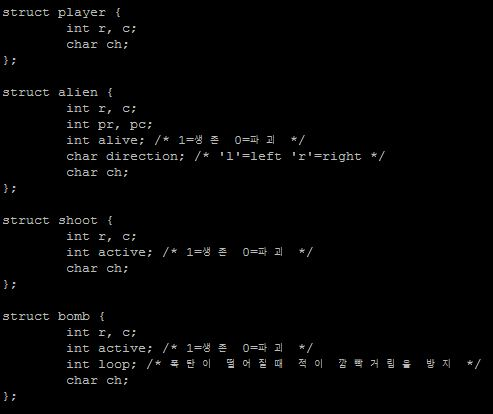 struct player {
        int r, c;
        char ch;
};

struct alien {
        int r, c;
        int pr, pc;
        int alive; /* 1=생존 0=파괴 */
        char direction; /* 'l'=left 'r'=right */
        char ch;
};

struct shoot {
        int r, c;
        int active; /* 1=생존 0=파괴 */
        char ch;
};

struct bomb {
        int r, c;
        int active; /* 1=생존 0=파괴 */
        int loop; /* 폭탄이 떨어질때 적이 깜빡거림을 방지 */
        char ch;
};